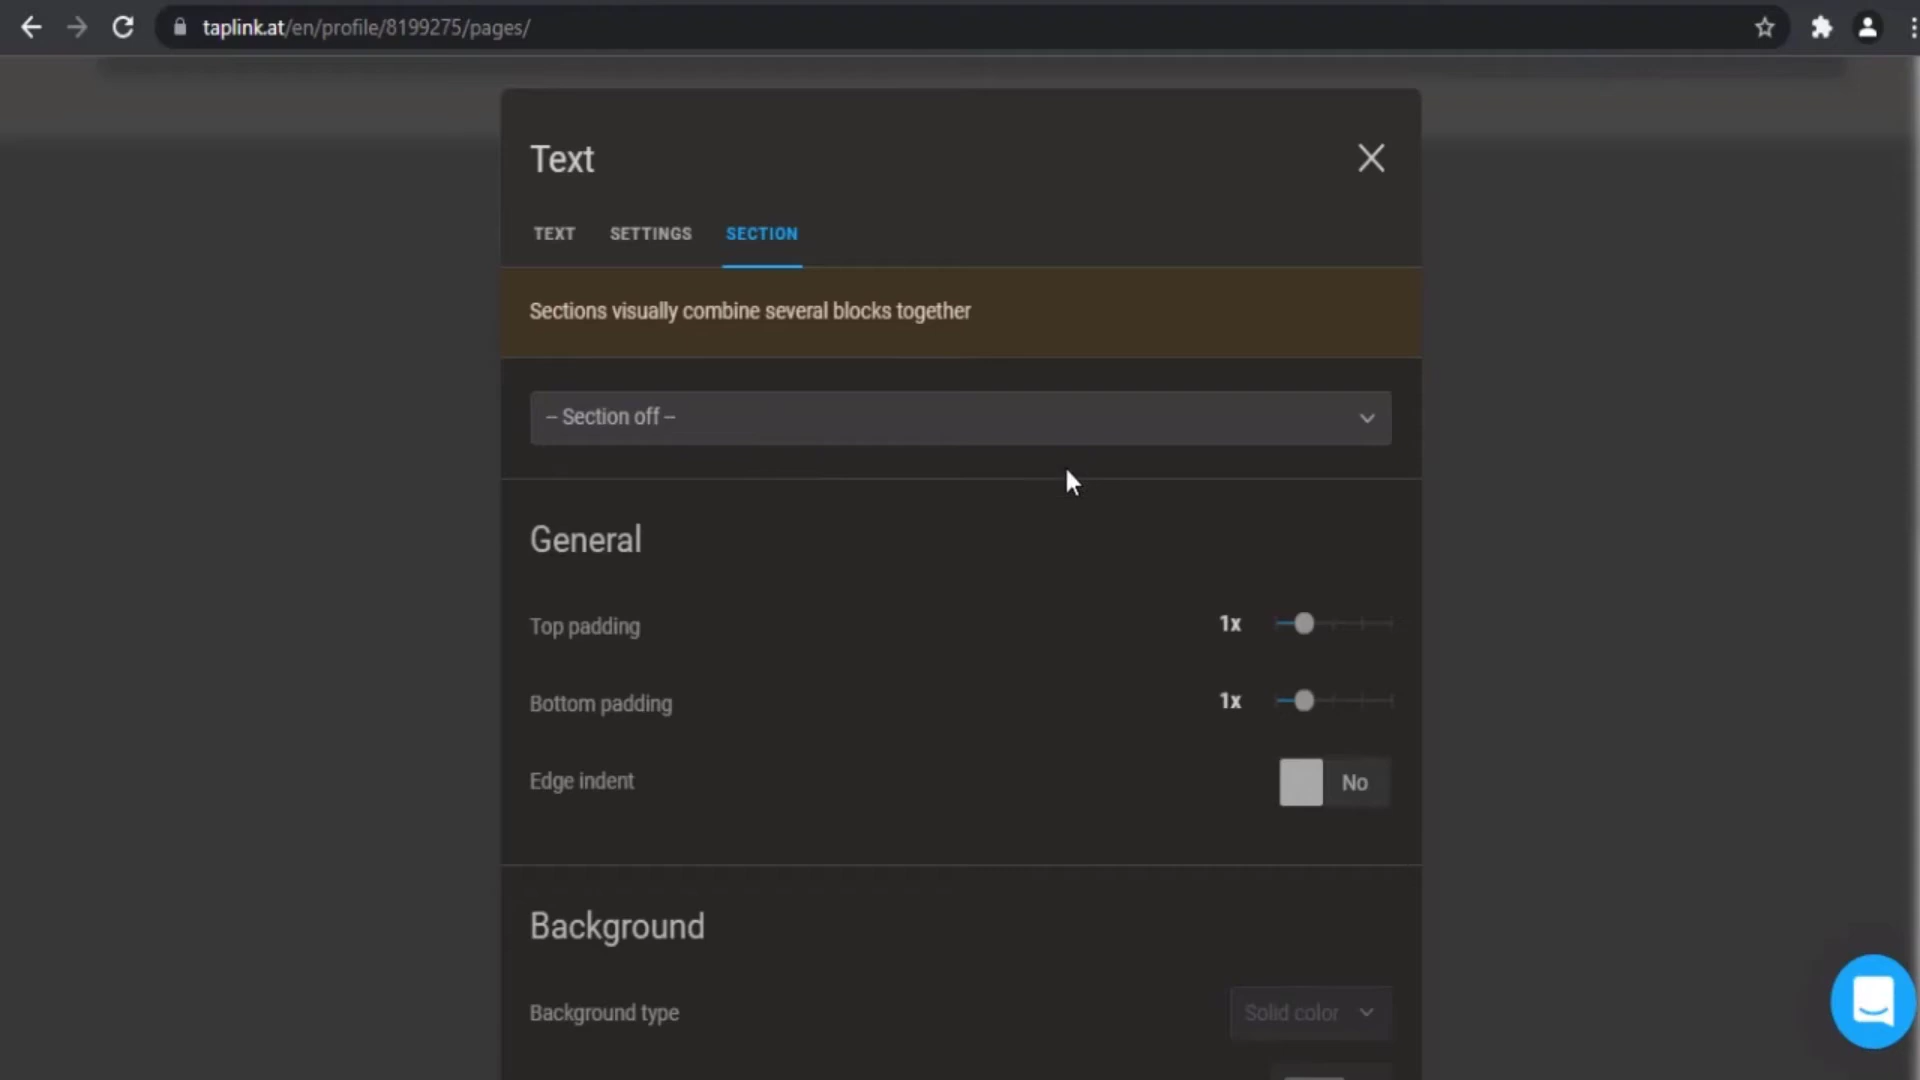 taplink.at/en/profile/8199275/pages/
Text
TEXT SETTINGS SECTION
Sections visually combine several blocks together
– Section off –
General
Top padding 1x
Bottom padding 1x
Edge indent No
Background
Background type Solid color